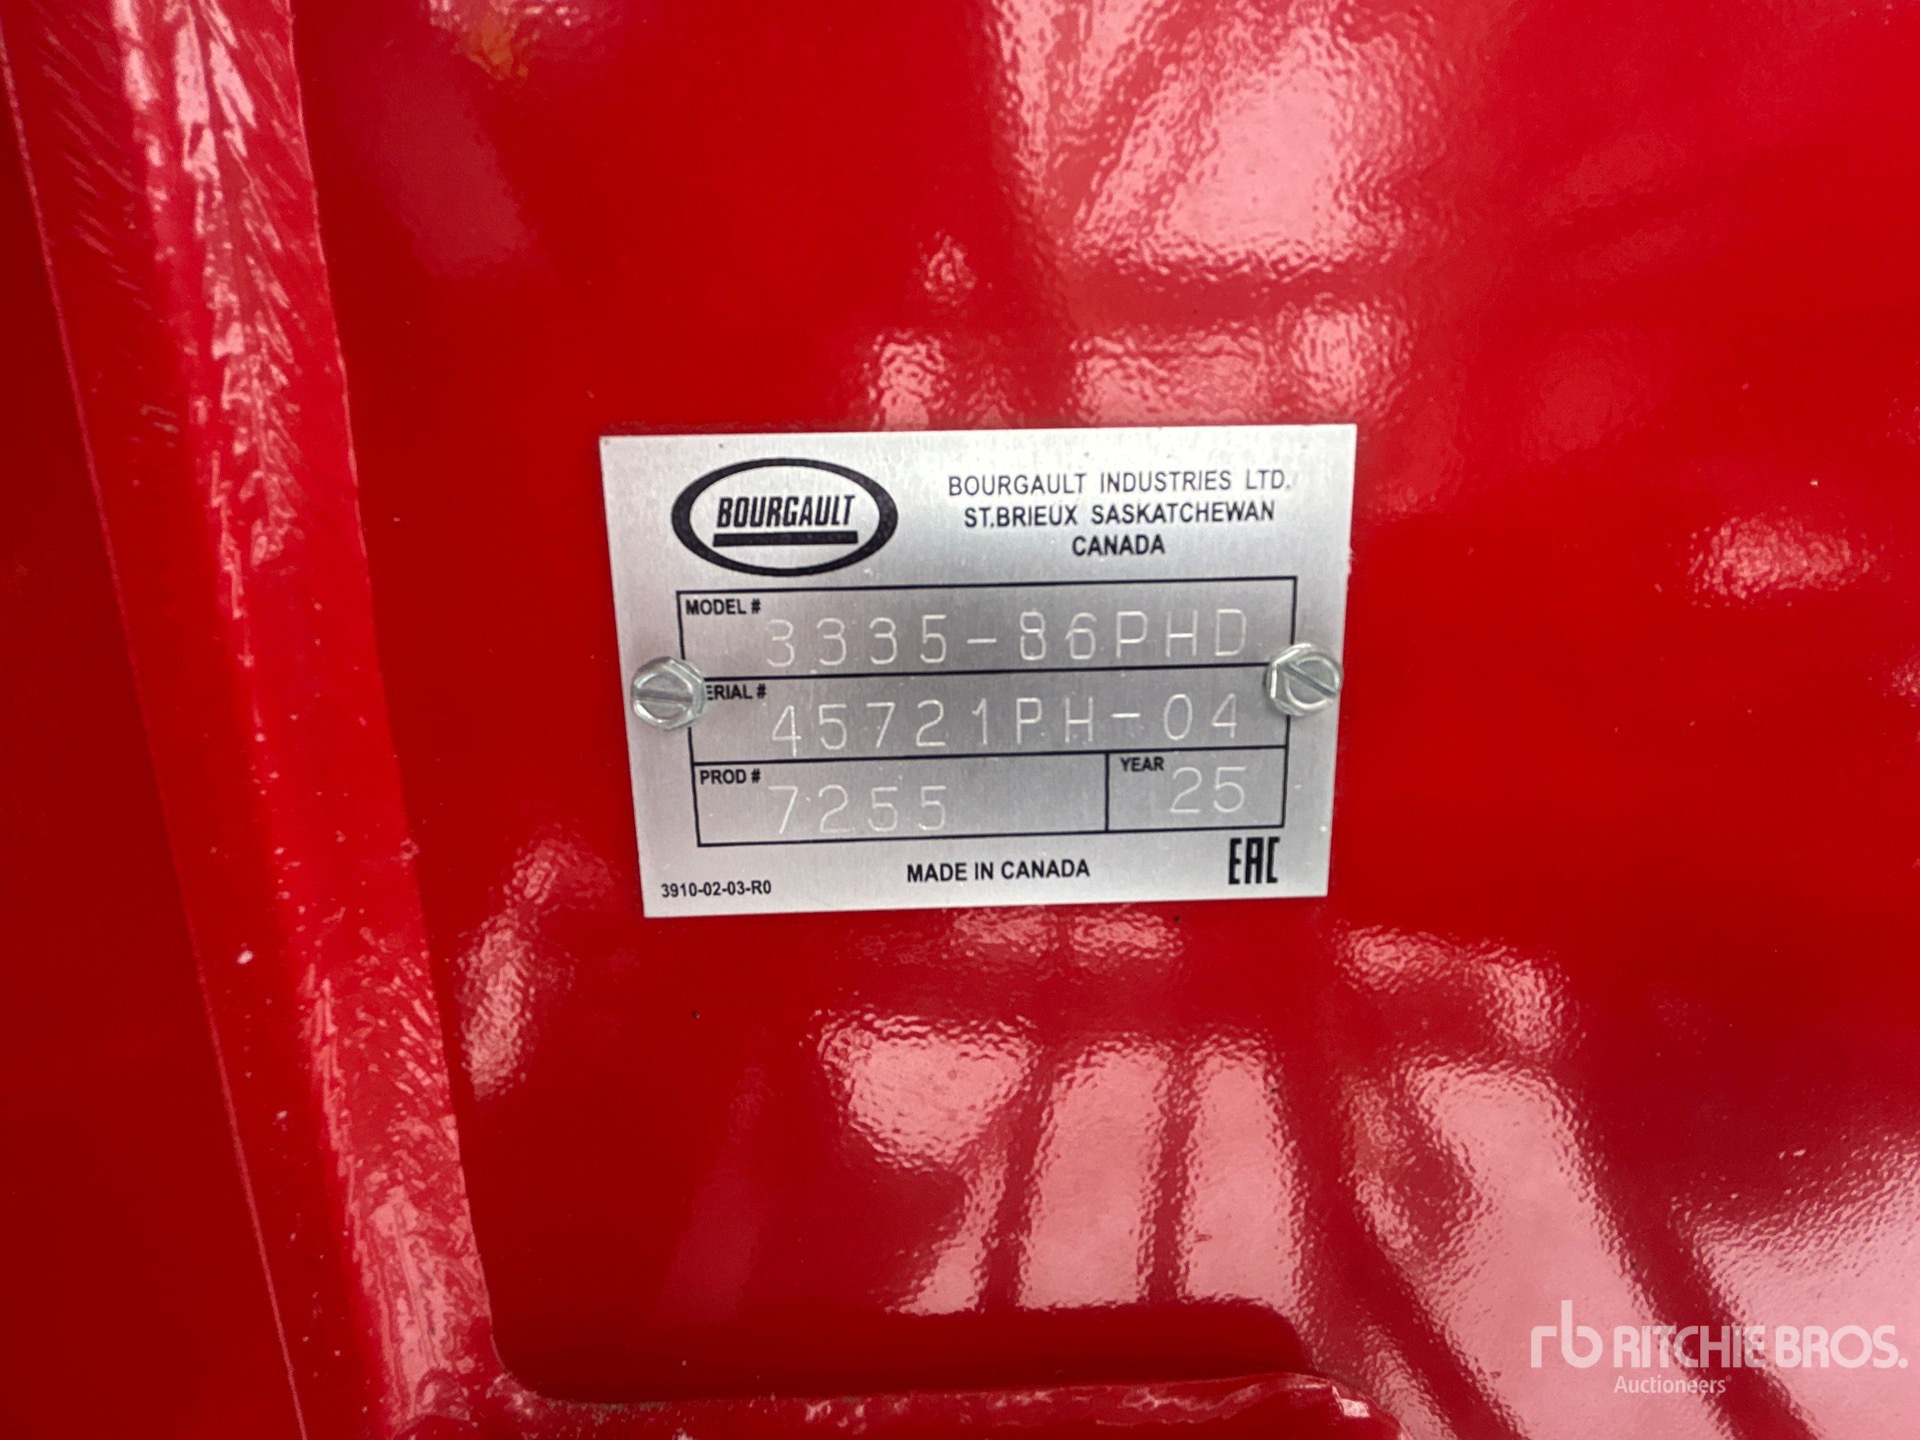 BOURGAULT
BOURGAULT INDUSTRIES LTD.
ST.BRIEUX SASKATCHEWAN
CANADA
MODEL #
3335-86PHD
ERIAL #
45721PH-04
PROD #
7255
YEAR
25
MADE IN CANADA
EAC
3910-02-03-R0
rb RITCHIE BROS.
Auctioneers